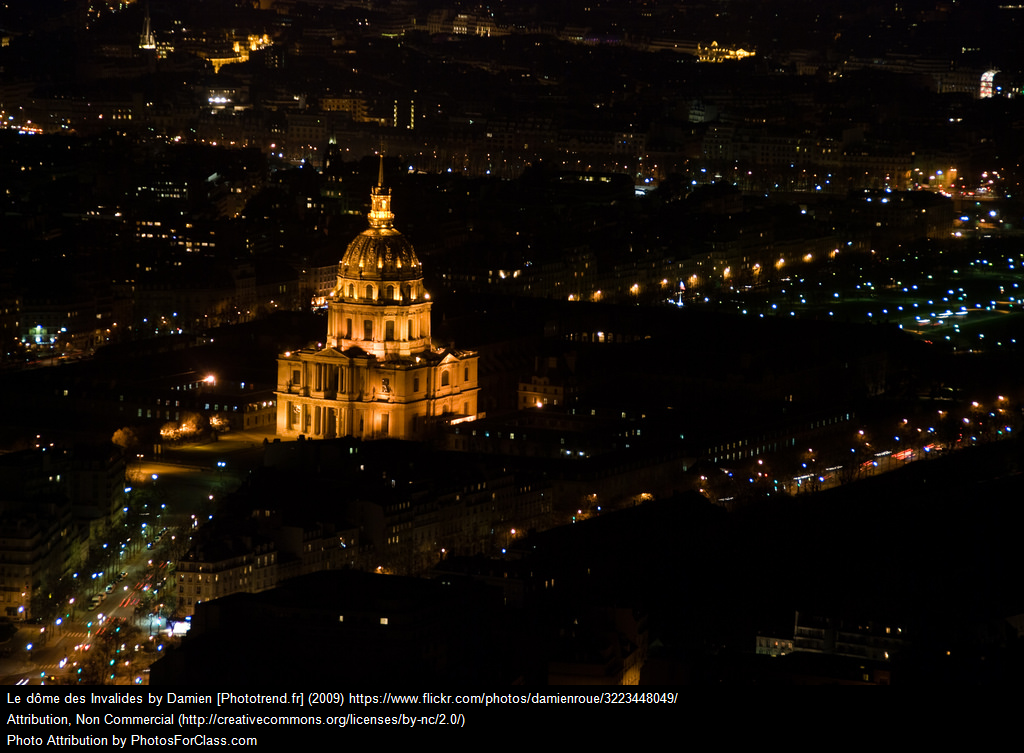 Le dôme des Invalides by Damien [Phototrend.fr] (2009) https://www.flickr.com/photos/damienroue/3223448049/
Attribution, Non Commercial (http://creativecommons.org/licenses/by-nc/2.0/)
Photo Attribution by PhotosForClass.com